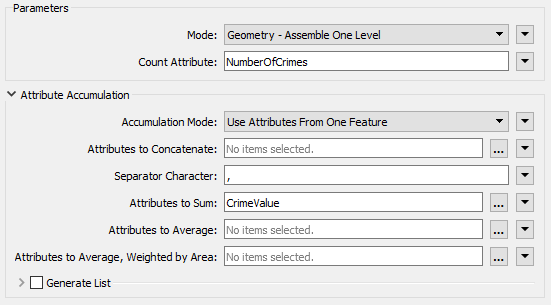 Parameters
Mode: Geometry - Assemble One Level
Count Attribute: NumberOfCrimes
Attribute Accumulation
Accumulation Mode: Use Attributes From One Feature
Attributes to Concatenate: No items selected. ...
Separator Character: ,
Attributes to Sum: CrimeValue ...
Attributes to Average: No items selected. ...
Attributes to Average, Weighted by Area: No items selected. ...
Generate List